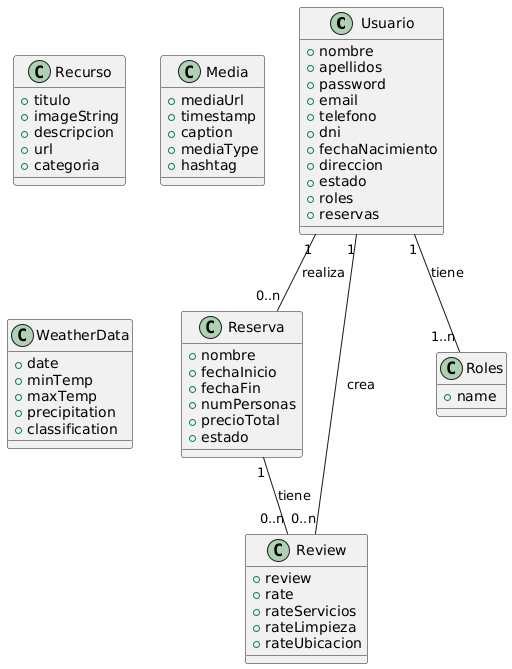 C Usuario
nombre
apellidos
password
email
telefono
dni
fechaNacimiento
direccion
estado
roles
reservas
C Recurso
titulo
imageString
descripcion
url
categoria
C Media
mediaUrl
timestamp
caption
mediaType
hashtag
1
1
1
realiza
tiene
0..n
1..n
C WeatherData
date
minTemp
maxTemp
precipitation
classification
C Reserva
nombre
fechaInicio
fechaFin
numPersonas
precioTotal
estado
crea
C Roles
name
1
tiene
0..n
0..n
C Review
review
rate
rateServicios
rateLimpieza
rateUbicacion